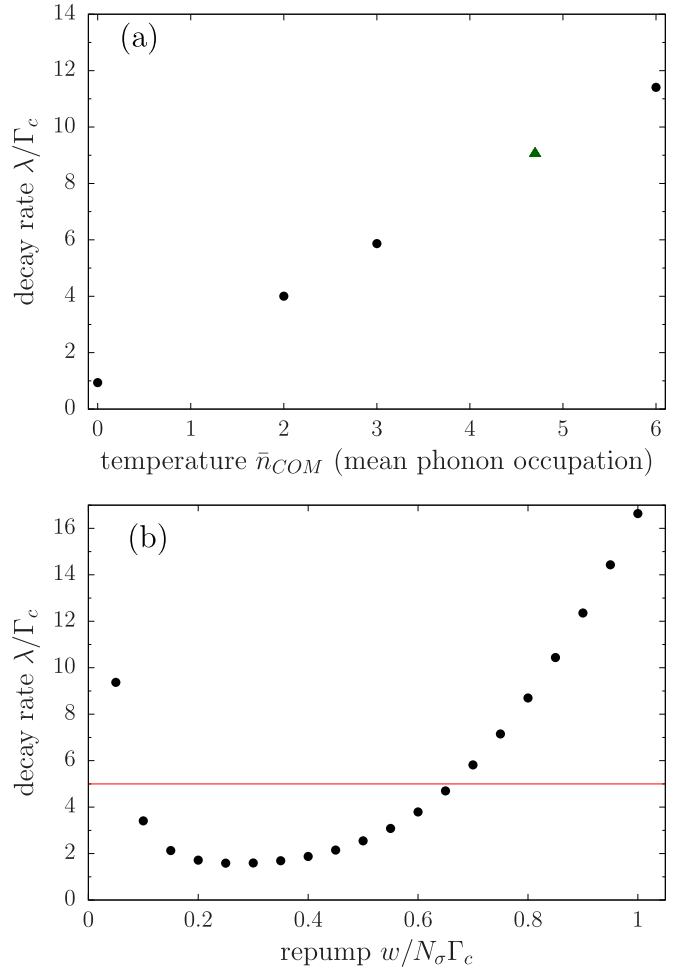 14
12
10
8
6
4
2
0
(a)
decay rate λ/Γ_c
0 1 2 3 4 5 6
temperature n̄_COM (mean phonon occupation)
16
14
12
10
8
6
4
2
0
(b)
decay rate λ/Γ_c
0 0.2 0.4 0.6 0.8 1
repump w/N_σΓ_c